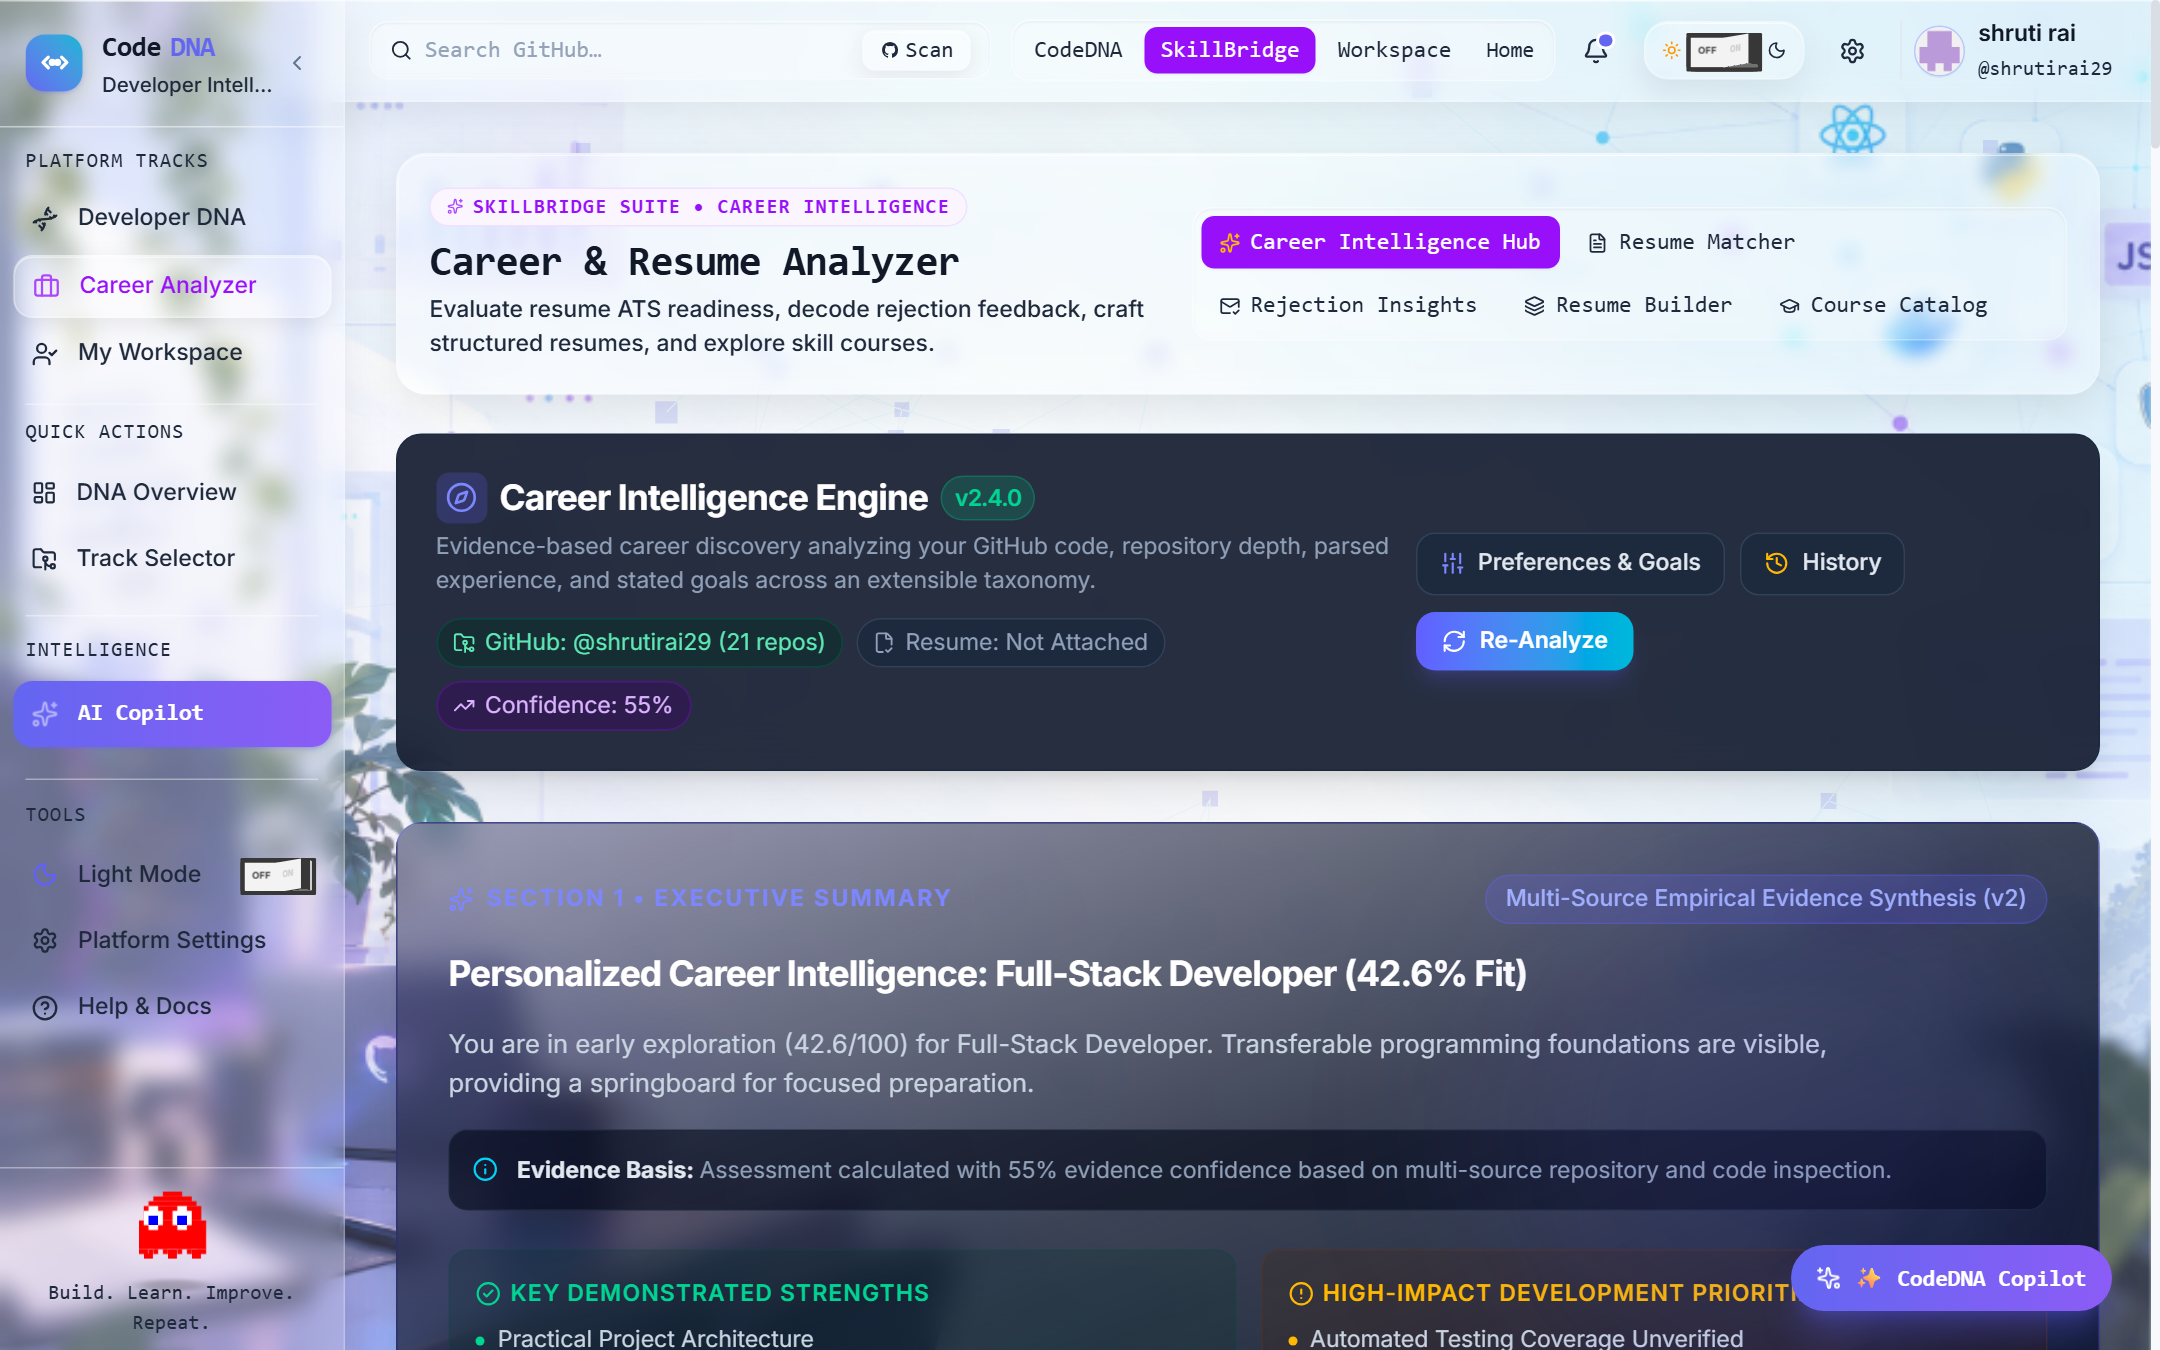 Code DNA
Developer Intell...
PLATFORM TRACKS
Developer DNA
Career Analyzer
My Workspace
QUICK ACTIONS
DNA Overview
Track Selector
INTELLIGENCE
AI Copilot
TOOLS
Light Mode
OFF ON
Platform Settings
Help & Docs
Build. Learn. Improve.
Repeat.
Search GitHub…
Scan
CodeDNA
SkillBridge
Workspace
Home
OFF ON
shruti rai
@shrutirai29
JS
SKILLBRIDGE SUITE • CAREER INTELLIGENCE
Career & Resume Analyzer
Evaluate resume ATS readiness, decode rejection feedback, craft
structured resumes, and explore skill courses.
Career Intelligence Hub
Resume Matcher
Rejection Insights
Resume Builder
Course Catalog
Career Intelligence Engine
v2.4.0
Evidence-based career discovery analyzing your GitHub code, repository depth, parsed
experience, and stated goals across an extensible taxonomy.
GitHub: @shrutirai29 (21 repos)
Resume: Not Attached
Confidence: 55%
Preferences & Goals
History
Re-Analyze
SECTION 1 • EXECUTIVE SUMMARY
Multi-Source Empirical Evidence Synthesis (v2)
Personalized Career Intelligence: Full-Stack Developer (42.6% Fit)
You are in early exploration (42.6/100) for Full-Stack Developer. Transferable programming foundations are visible,
providing a springboard for focused preparation.
Evidence Basis: Assessment calculated with 55% evidence confidence based on multi-source repository and code inspection.
KEY DEMONSTRATED STRENGTHS
• Practical Project Architecture
HIGH-IMPACT DEVELOPMENT PRIORITI
• Automated Testing Coverage Unverified
✨ CodeDNA Copilot